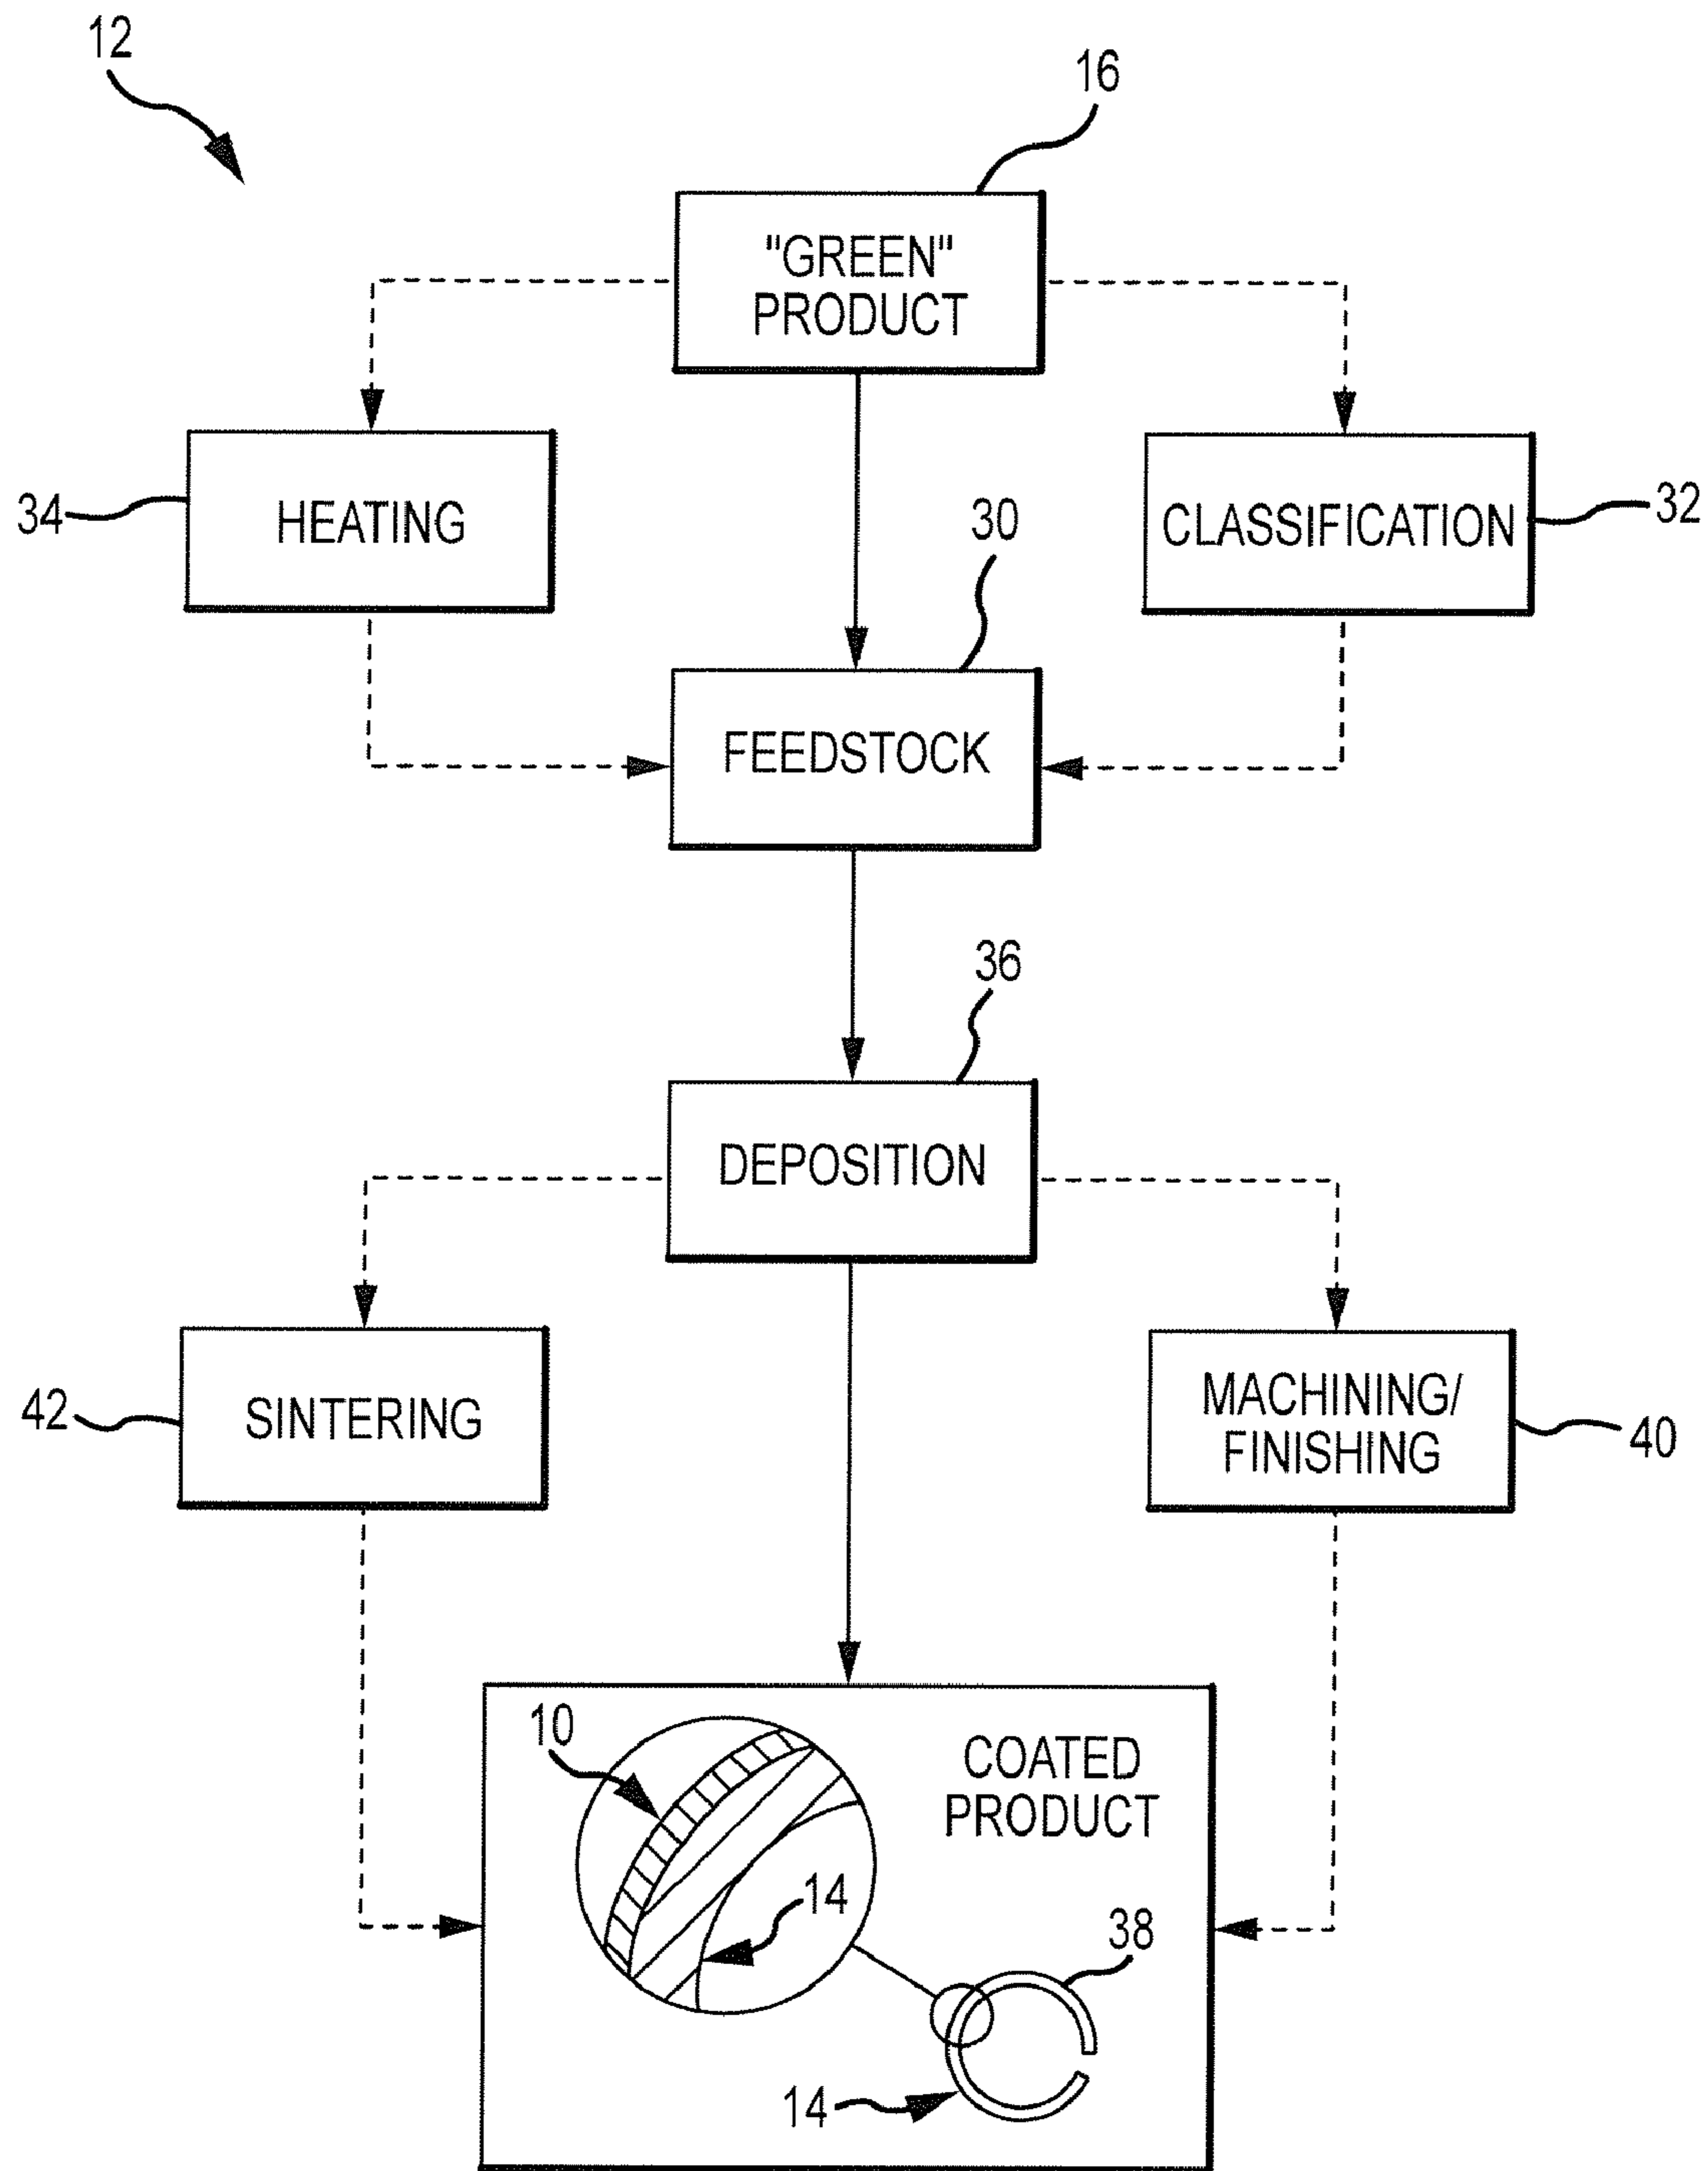 12
16
"GREEN"
PRODUCT
34
HEATING
CLASSIFICATION
32
30
FEEDSTOCK
36
DEPOSITION
42
SINTERING
MACHINING/
FINISHING
40
10
COATED
PRODUCT
14
38
14